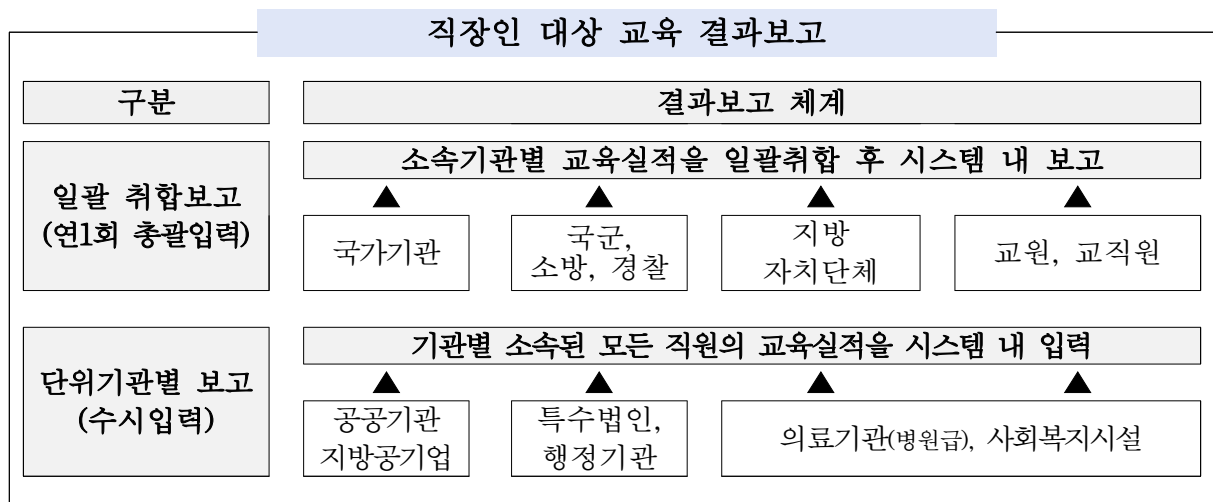 직장인 대상 교육 결과보고
구분
결과보고 체계
일괄 취합보고
(연1회 총괄입력)
소속기관별 교육실적을 일괄취합 후 시스템 내 보고
▲ ▲ ▲ ▲
국가기관
국군,
소방, 경찰
지방
자치단체
교원, 교직원
단위기관별 보고
(수시입력)
기관별 소속된 모든 직원의 교육실적을 시스템 내 입력
▲ ▲ ▲ ▲
공공기관
지방공기업
특수법인,
행정기관
의료기관(병원급), 사회복지시설